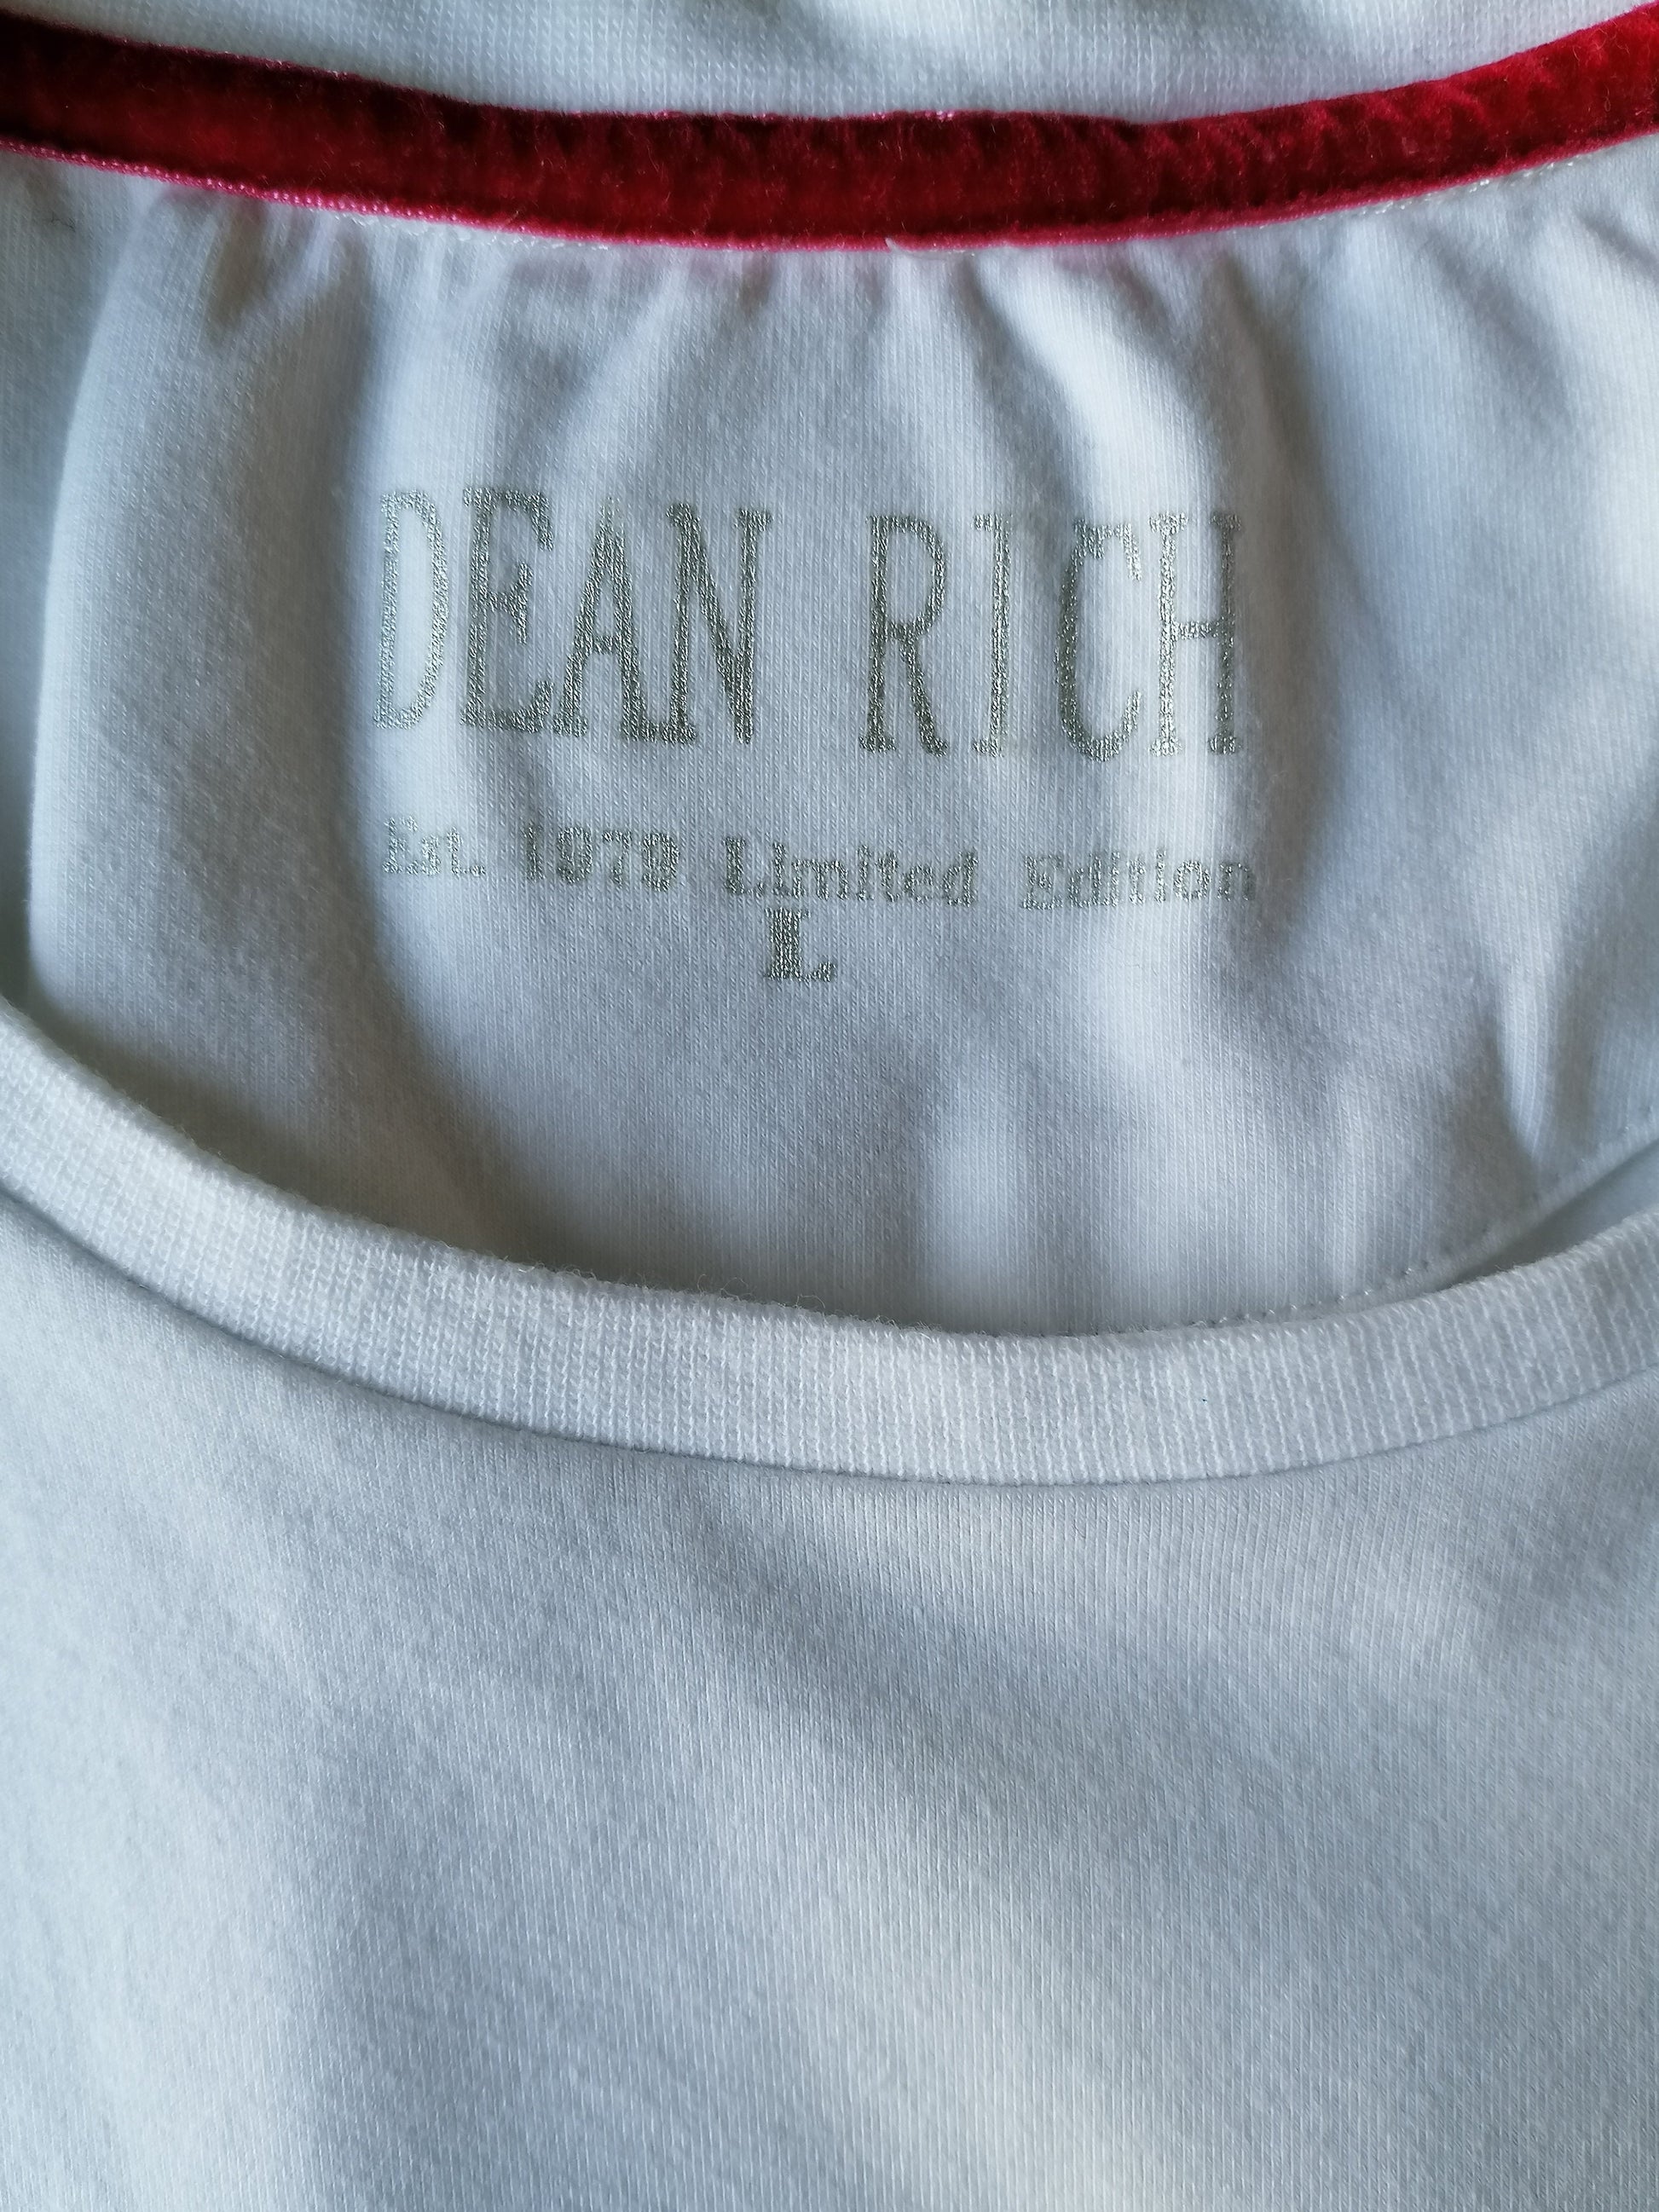 DEAN RICH
Est. 1979 Limited Edition
L